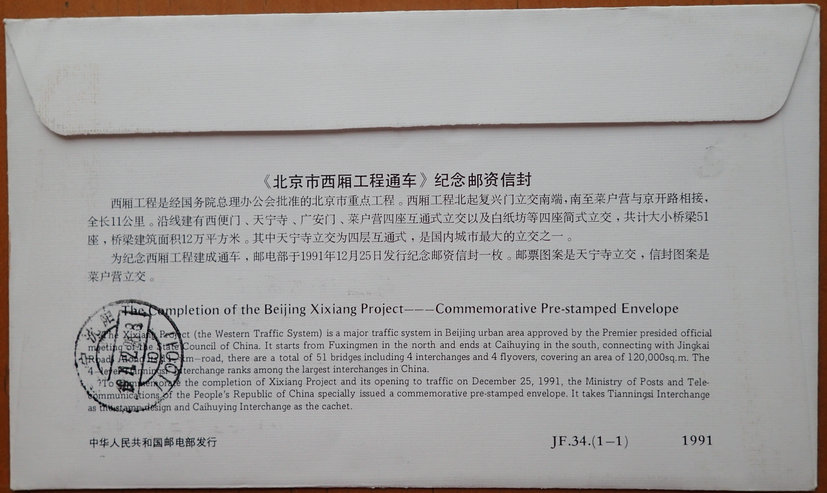 《北京市西厢工程通车》纪念邮资信封
西厢工程是经国务院总理办公会批准的北京市重点工程。西厢工程北起复兴门立交南端，南至菜户营与京开路相接，
全长11公里。沿线建有西便门、天宁寺、广安门、菜户营四座互通式立交以及白纸坊等四座简式立交，共计大小桥梁51
座，桥梁建筑面积12万平方米。其中天宁寺立交为四层互通式，是国内城市最大的立交之一。
为纪念西厢工程建成通车，邮电部于1991年12月25日发行纪念邮资信封一枚。邮票图案是天宁寺立交，信封图案是
菜户营立交。
The Completion of the Beijing Xixiang Project———Commemorative Pre-stamped Envelope
The Xixiang Project (the Western Traffic System) is a major traffic system in Beijing urban area approved by the Premier presided official
meeting of the State Council of China. It starts from Fuxingmen in the north and ends at Caihuying in the south, connecting with Jingkai
Road. km—road, there are a total of 51 bridges including 4 interchanges and 4 flyovers, covering an area of 120,000sq.m. The
4 interchange ranks among the largest interchanges in China.
To commemorate the completion of Xixiang Project and its opening to traffic on December 25, 1991, the Ministry of Posts and Tele-
communications of the People's Republic of China specially issued a commemorative pre-stamped envelope. It takes Tianningsi Interchange
as the stamp design and Caihuying Interchange as the cachet.
中华人民共和国邮电部发行
JF.34.(1-1) 1991